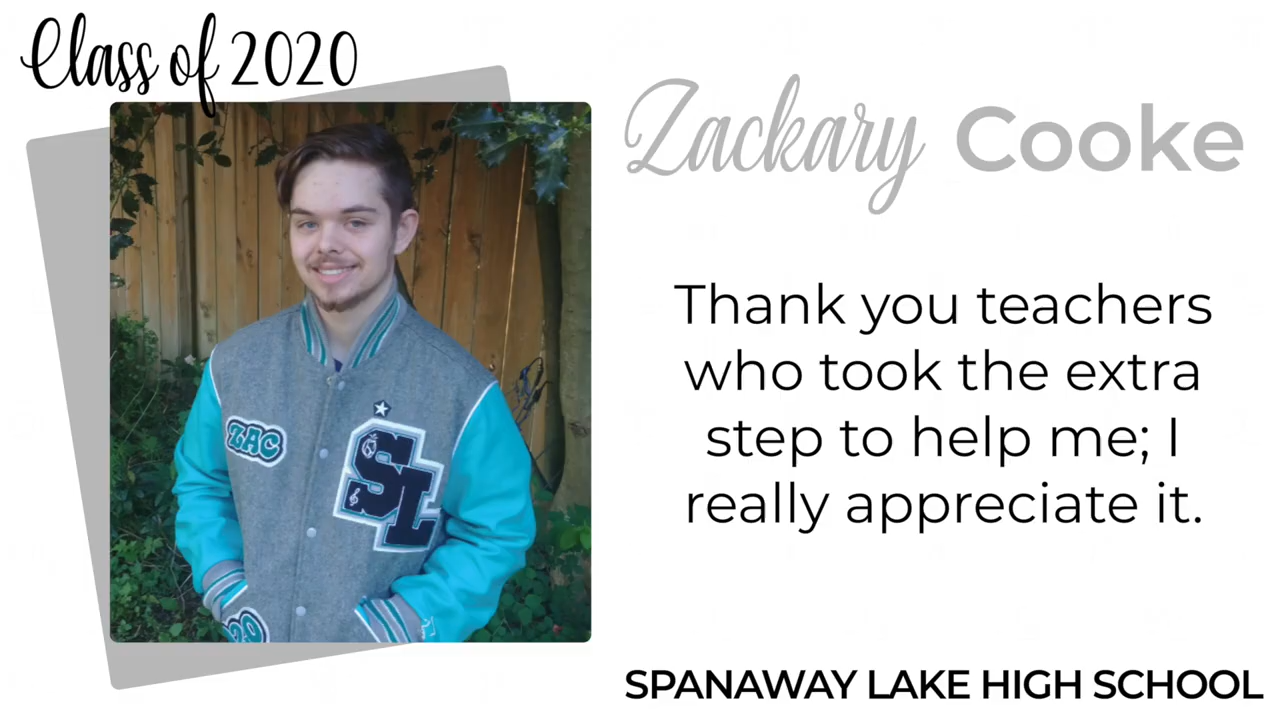 Class of 2020
Zackary Cooke
Thank you teachers
who took the extra
step to help me; I
really appreciate it.
ZAC
SL
20
SPANAWAY LAKE HIGH SCHOOL